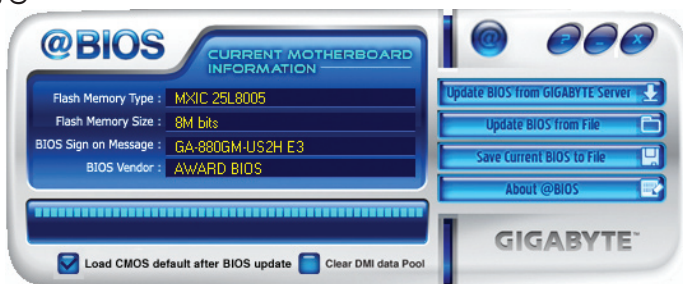 @BIOS
CURRENT MOTHERBOARD
INFORMATION
Flash Memory Type : MXIC 25L8005
Flash Memory Size : 8M bits
BIOS Sign on Message : GA-880GM-US2H E3
BIOS Vendor : AWARD BIOS
Load CMOS default after BIOS update Clear DMI data Pool
@ ? _ X
Update BIOS from GIGABYTE Server
Update BIOS from File
Save Current BIOS to File
About @BIOS
GIGABYTE™